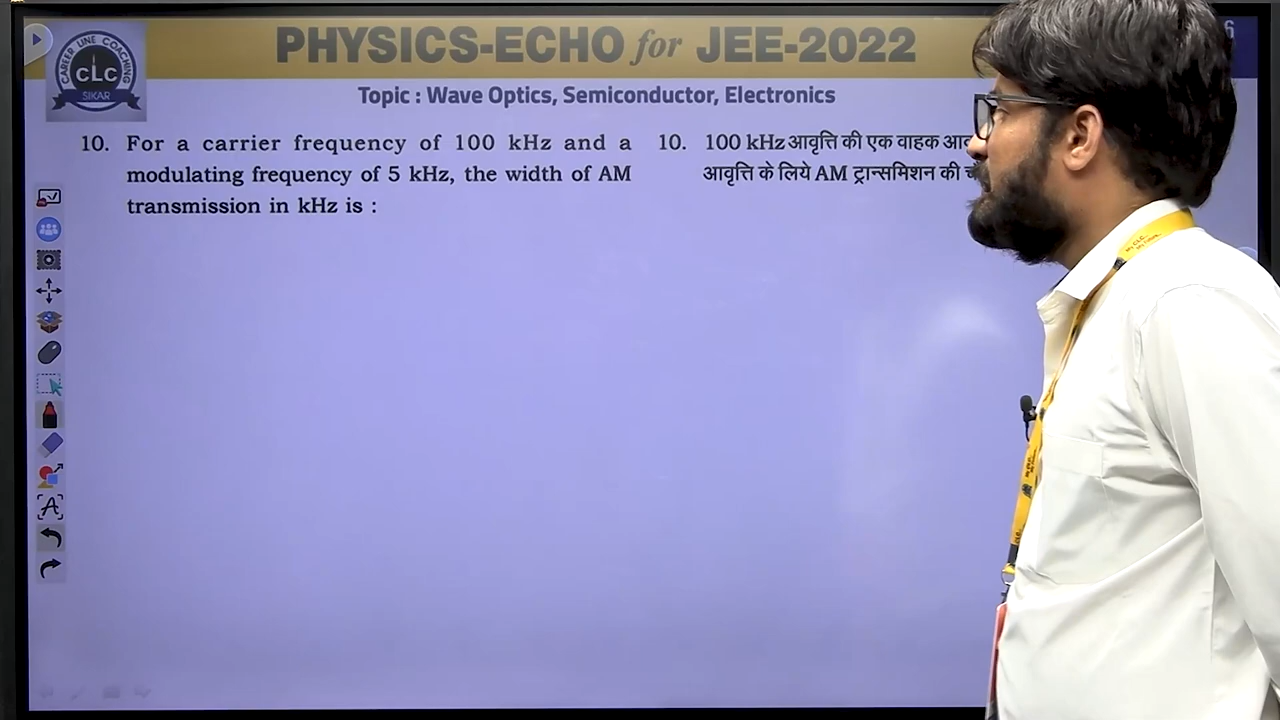 PHYSICS-ECHO for JEE-2022
6
CAREER LINE COACHING
CLC
SIKAR
Topic : Wave Optics, Semiconductor, Electronics
10. For a carrier frequency of 100 kHz and a
modulating frequency of 5 kHz, the width of AM
transmission in kHz is :
10. 100 kHz आवृत्ति की एक वाहक
आवृत्ति के लिये AM ट्रान्समिशन की
A